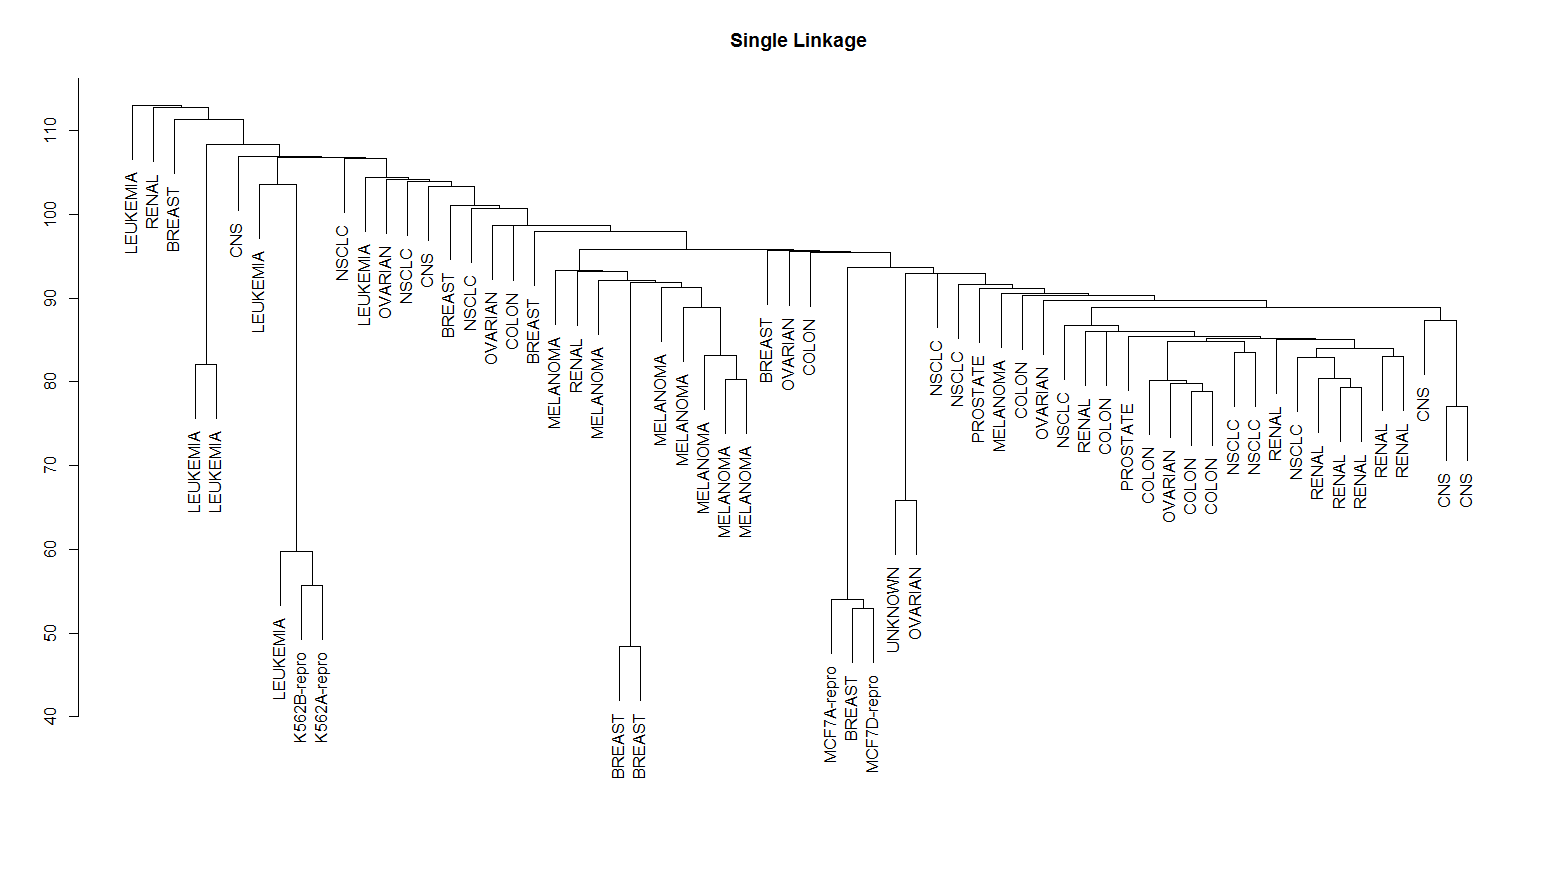 Single Linkage
110
100
90
80
70
60
50
40
LEUKEMIA
RENAL
BREAST
LEUKEMIA
LEUKEMIA
CNS
LEUKEMIA
LEUKEMIA
K562B-repro
K562A-repro
NSCLC
LEUKEMIA
OVARIAN
NSCLC
CNS
BREAST
NSCLC
OVARIAN
COLON
BREAST
MELANOMA
RENAL
MELANOMA
BREAST
BREAST
MELANOMA
MELANOMA
MELANOMA
MELANOMA
MELANOMA
BREAST
OVARIAN
COLON
MCF7A-repro
BREAST
MCF7D-repro
UNKNOWN
OVARIAN
NSCLC
NSCLC
PROSTATE
MELANOMA
COLON
OVARIAN
NSCLC
RENAL
COLON
PROSTATE
COLON
OVARIAN
COLON
COLON
NSCLC
NSCLC
RENAL
NSCLC
RENAL
RENAL
RENAL
RENAL
RENAL
CNS
CNS
CNS